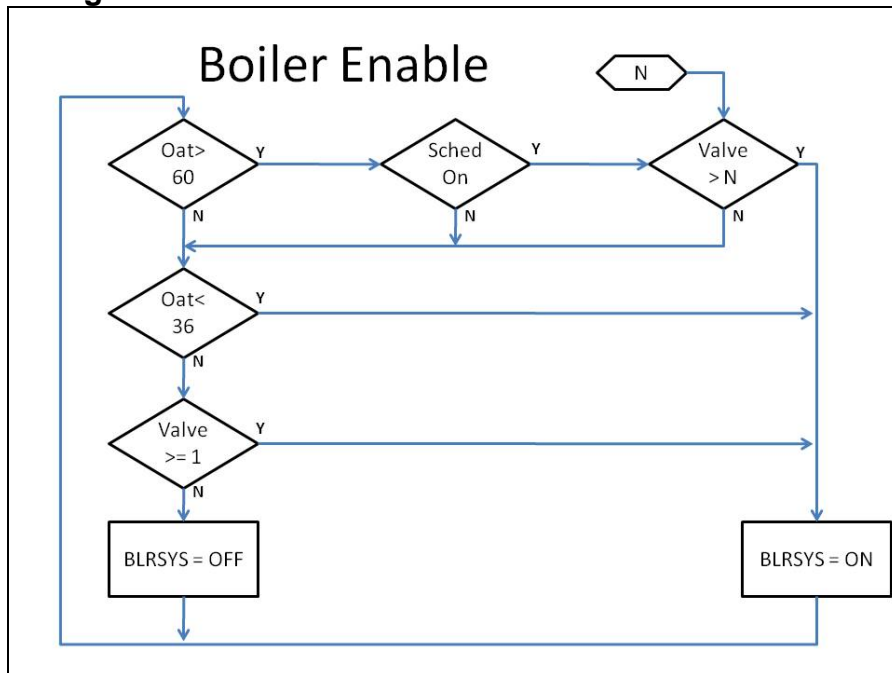 Boiler Enable
N
Oat>
60
Y
N
Sched
On
Y
N
Valve
> N
Y
N
Oat<
36
Y
N
Valve
>= 1
Y
N
BLRSYS = OFF
BLRSYS = ON